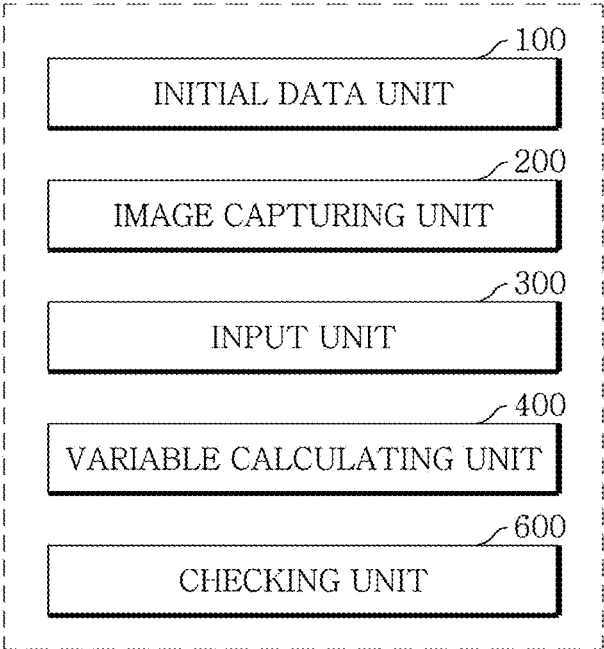 100
INITIAL DATA UNIT
200
IMAGE CAPTURING UNIT
300
INPUT UNIT
400
VARIABLE CALCULATING UNIT
600
CHECKING UNIT